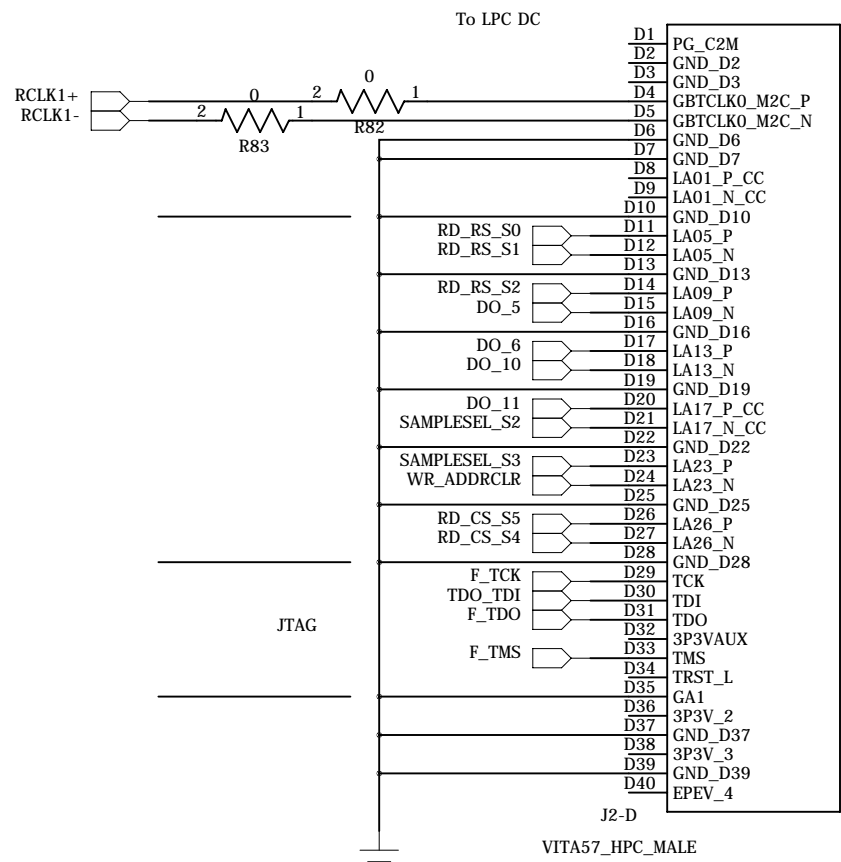 To LPC DC
D1 PG_C2M
D2 GND_D2
D3 GND_D3
0
RCLK1+ 2 1 D4 GBTCLK0_M2C_P
R82
0
RCLK1- 2 1 D5 GBTCLK0_M2C_N
R83
D6 GND_D6
D7 GND_D7
D8 LA01_P_CC
D9 LA01_N_CC
D10 GND_D10
RD_RS_S0 D11 LA05_P
RD_RS_S1 D12 LA05_N
D13 GND_D13
RD_RS_S2 D14 LA09_P
DO_5 D15 LA09_N
D16 GND_D16
DO_6 D17 LA13_P
DO_10 D18 LA13_N
D19 GND_D19
DO_11 D20 LA17_P_CC
SAMPLESEL_S2 D21 LA17_N_CC
D22 GND_D22
SAMPLESEL_S3 D23 LA23_P
WR_ADDRCLR D24 LA23_N
D25 GND_D25
RD_CS_S5 D26 LA26_P
RD_CS_S4 D27 LA26_N
D28 GND_D28
F_TCK D29 TCK
TDO_TDI D30 TDI
F_TDO D31 TDO
JTAG
D32 3P3VAUX
F_TMS D33 TMS
D34 TRST_L
D35 GA1
D36 3P3V_2
D37 GND_D37
D38 3P3V_3
D39 GND_D39
D40 EPEV_4
J2-D
VITA57_HPC_MALE